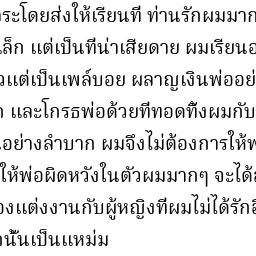 ระโดยส่งให้เรียนที่ ท่านรักผมมาก
เล็ก แต่เป็นที่น่าเสียดาย ผมเรียน
แต่เป็นเพล์บอย ผลาญเงินพ่ออย่
และโกรธพ่อด้วยที่ทอดทิ้งผมกับ
อย่างลำบาก ผมจึงไม่ต้องการให้พ
ให้พ่อผิดหวังในตัวผมมากๆ จะได้
องแต่งงานกับผู้หญิงที่ผมไม่ได้รัก
นั้นเป็นแหม่ม